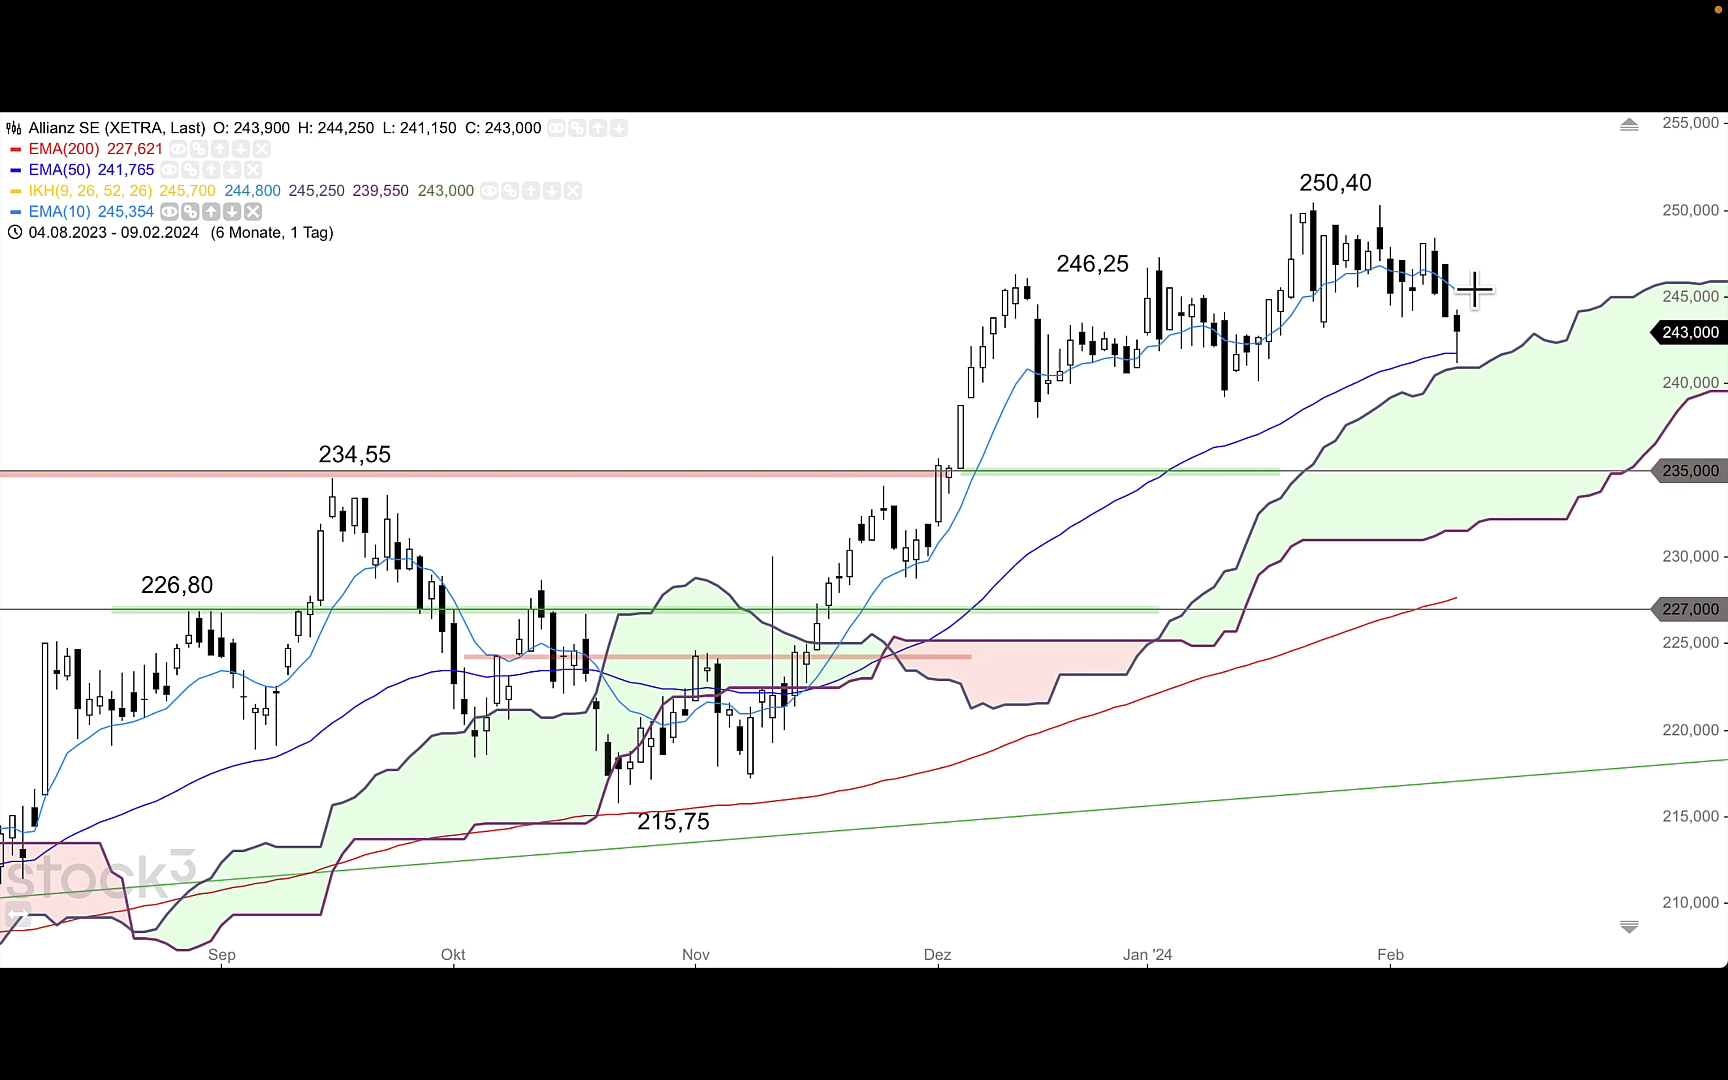 Allianz SE (XETRA, Last) O: 243,900 H: 244,250 L: 241,150 C: 243,000
EMA(200) 227,621
EMA(50) 241,765
IKH(9, 26, 52, 26) 245,700 244,800 245,250 239,550 243,000
EMA(10) 245,354
04.08.2023 - 09.02.2024 (6 Monate, 1 Tag)
255,000
250,40
250,000
246,25
245,000
243,000
240,000
234,55
235,000
230,000
226,80
227,000
225,000
220,000
215,75
215,000
stock3
210,000
Sep Okt Nov Dez Jan '24 Feb